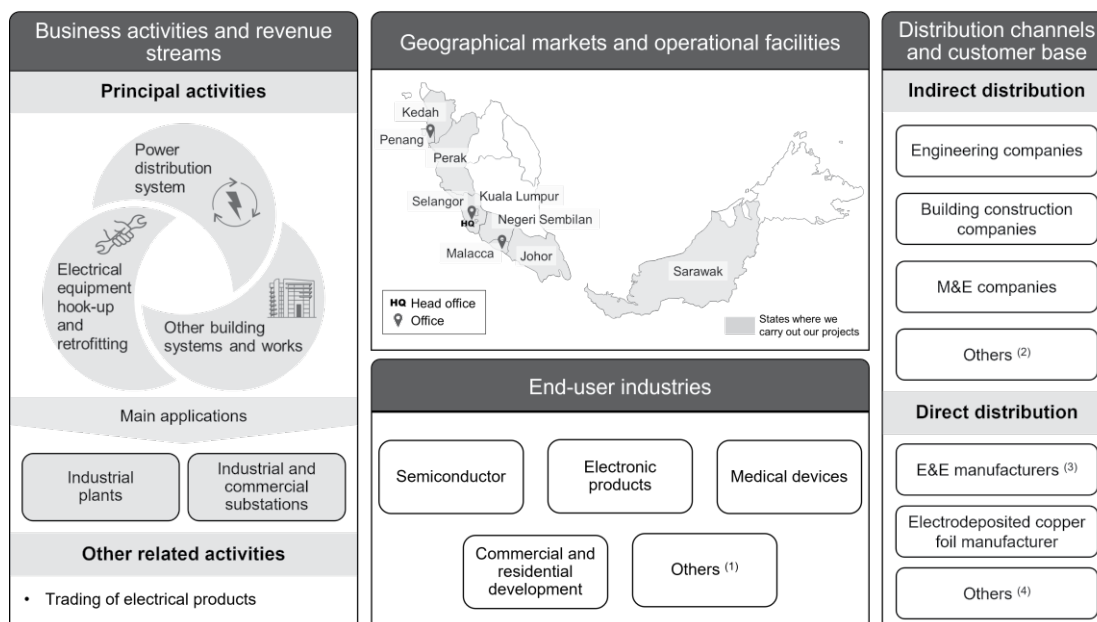 Business activities and revenue
streams
Principal activities
Power
distribution
system
Electrical
equipment
hook-up
and
retrofitting
Other building
systems and works
Main applications
Industrial
plants
Industrial and
commercial
substations
Other related activities
• Trading of electrical products
Geographical markets and operational facilities
Kedah
Penang
Perak
Selangor
Kuala Lumpur
HQ
Negeri Sembilan
Malacca
Johor
Sarawak
HQ Head office
Office
States where we
carry out our projects
End-user industries
Semiconductor
Electronic
products
Medical devices
Commercial and
residential
development
Others (1)
Distribution channels
and customer base
Indirect distribution
Engineering companies
Building construction
companies
M&E companies
Others (2)
Direct distribution
E&E manufacturers (3)
Electrodeposited copper
foil manufacturer
Others (4)